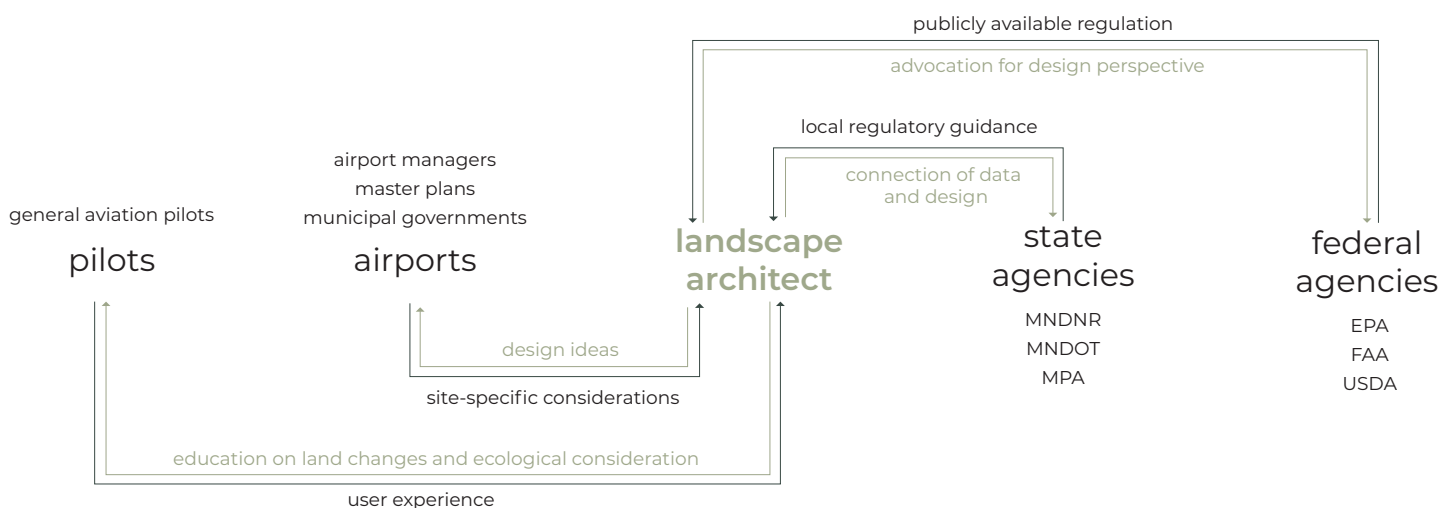 publicly available regulation
advocation for design perspective
local regulatory guidance
connection of data
and design
airport managers
master plans
municipal governments
general aviation pilots
pilots
airports
landscape
architect
state
agencies
federal
agencies
MNDNR
MNDOT
MPA
EPA
FAA
USDA
design ideas
site-specific considerations
education on land changes and ecological consideration
user experience